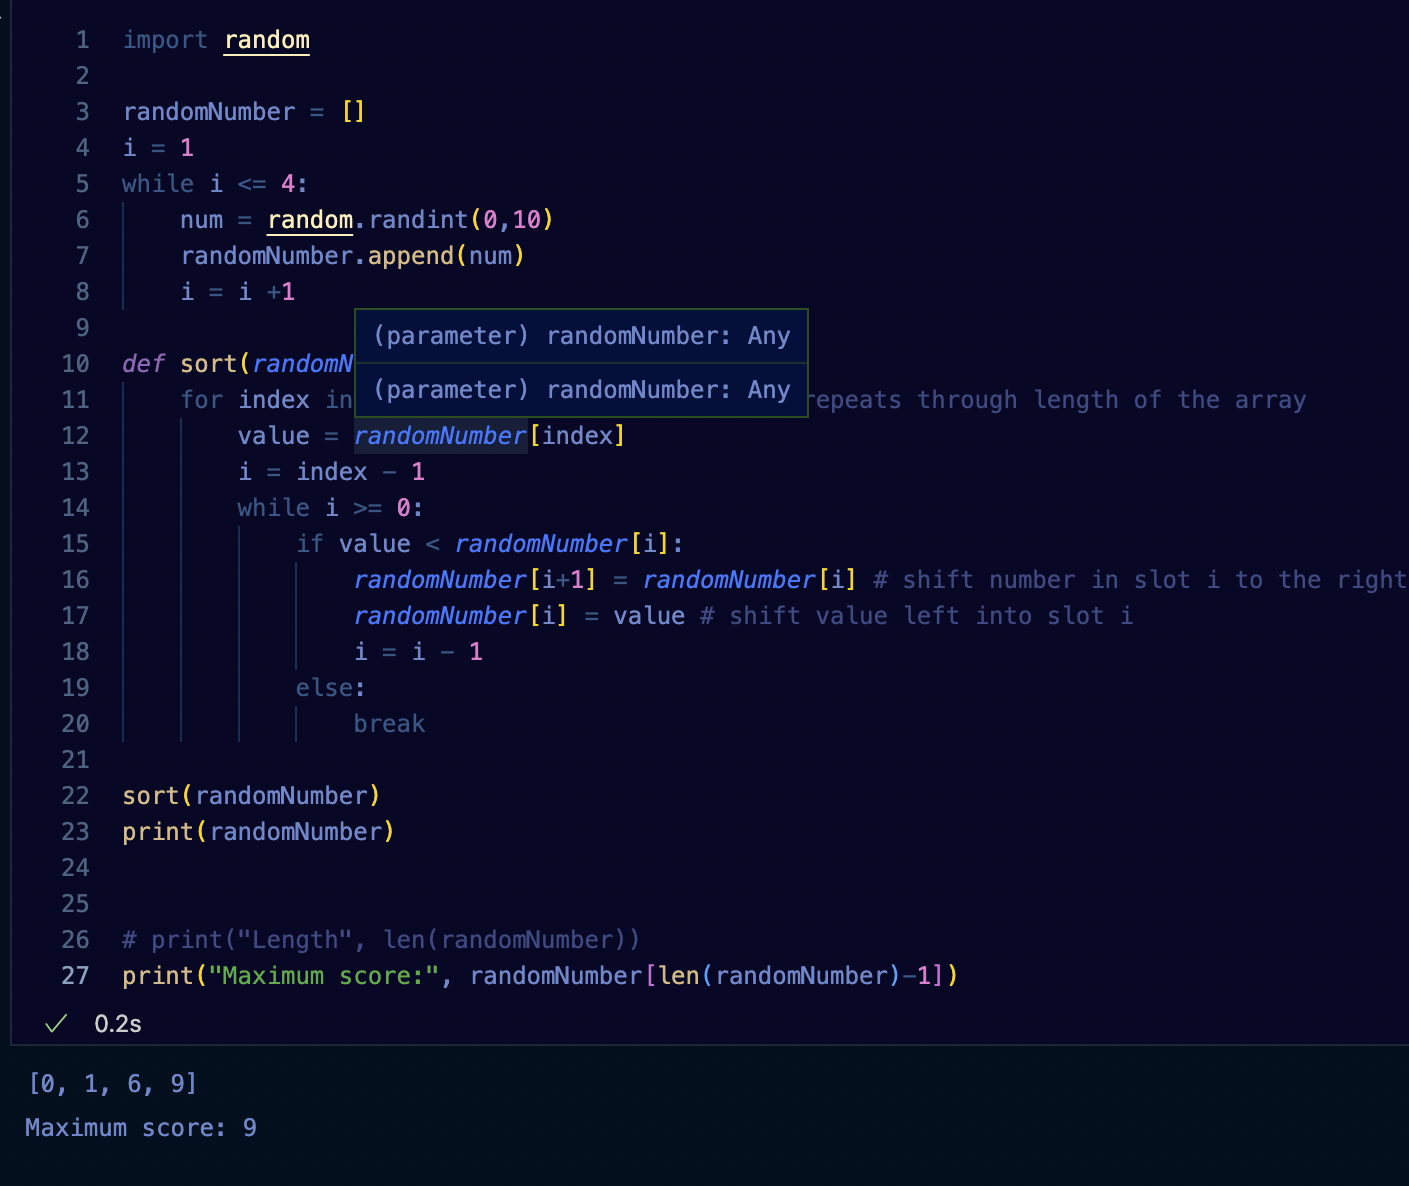 1 import random
2
3 randomNumber = []
4 i = 1
5 while i <= 4:
6 num = random.randint(0,10)
7 randomNumber.append(num)
8 i = i +1
9
(parameter) randomNumber: Any
10 def sort(randomN
(parameter) randomNumber: Any
11 for index in repeats through length of the array
12 value = randomNumber[index]
13 i = index - 1
14 while i >= 0:
15 if value < randomNumber[i]:
16 randomNumber[i+1] = randomNumber[i] # shift number in slot i to the right
17 randomNumber[i] = value # shift value left into slot i
18 i = i - 1
19 else:
20 break
21
22 sort(randomNumber)
23 print(randomNumber)
24
25
26 # print("Length", len(randomNumber))
27 print("Maximum score:", randomNumber[len(randomNumber)-1])
0.2s
[0, 1, 6, 9]
Maximum score: 9